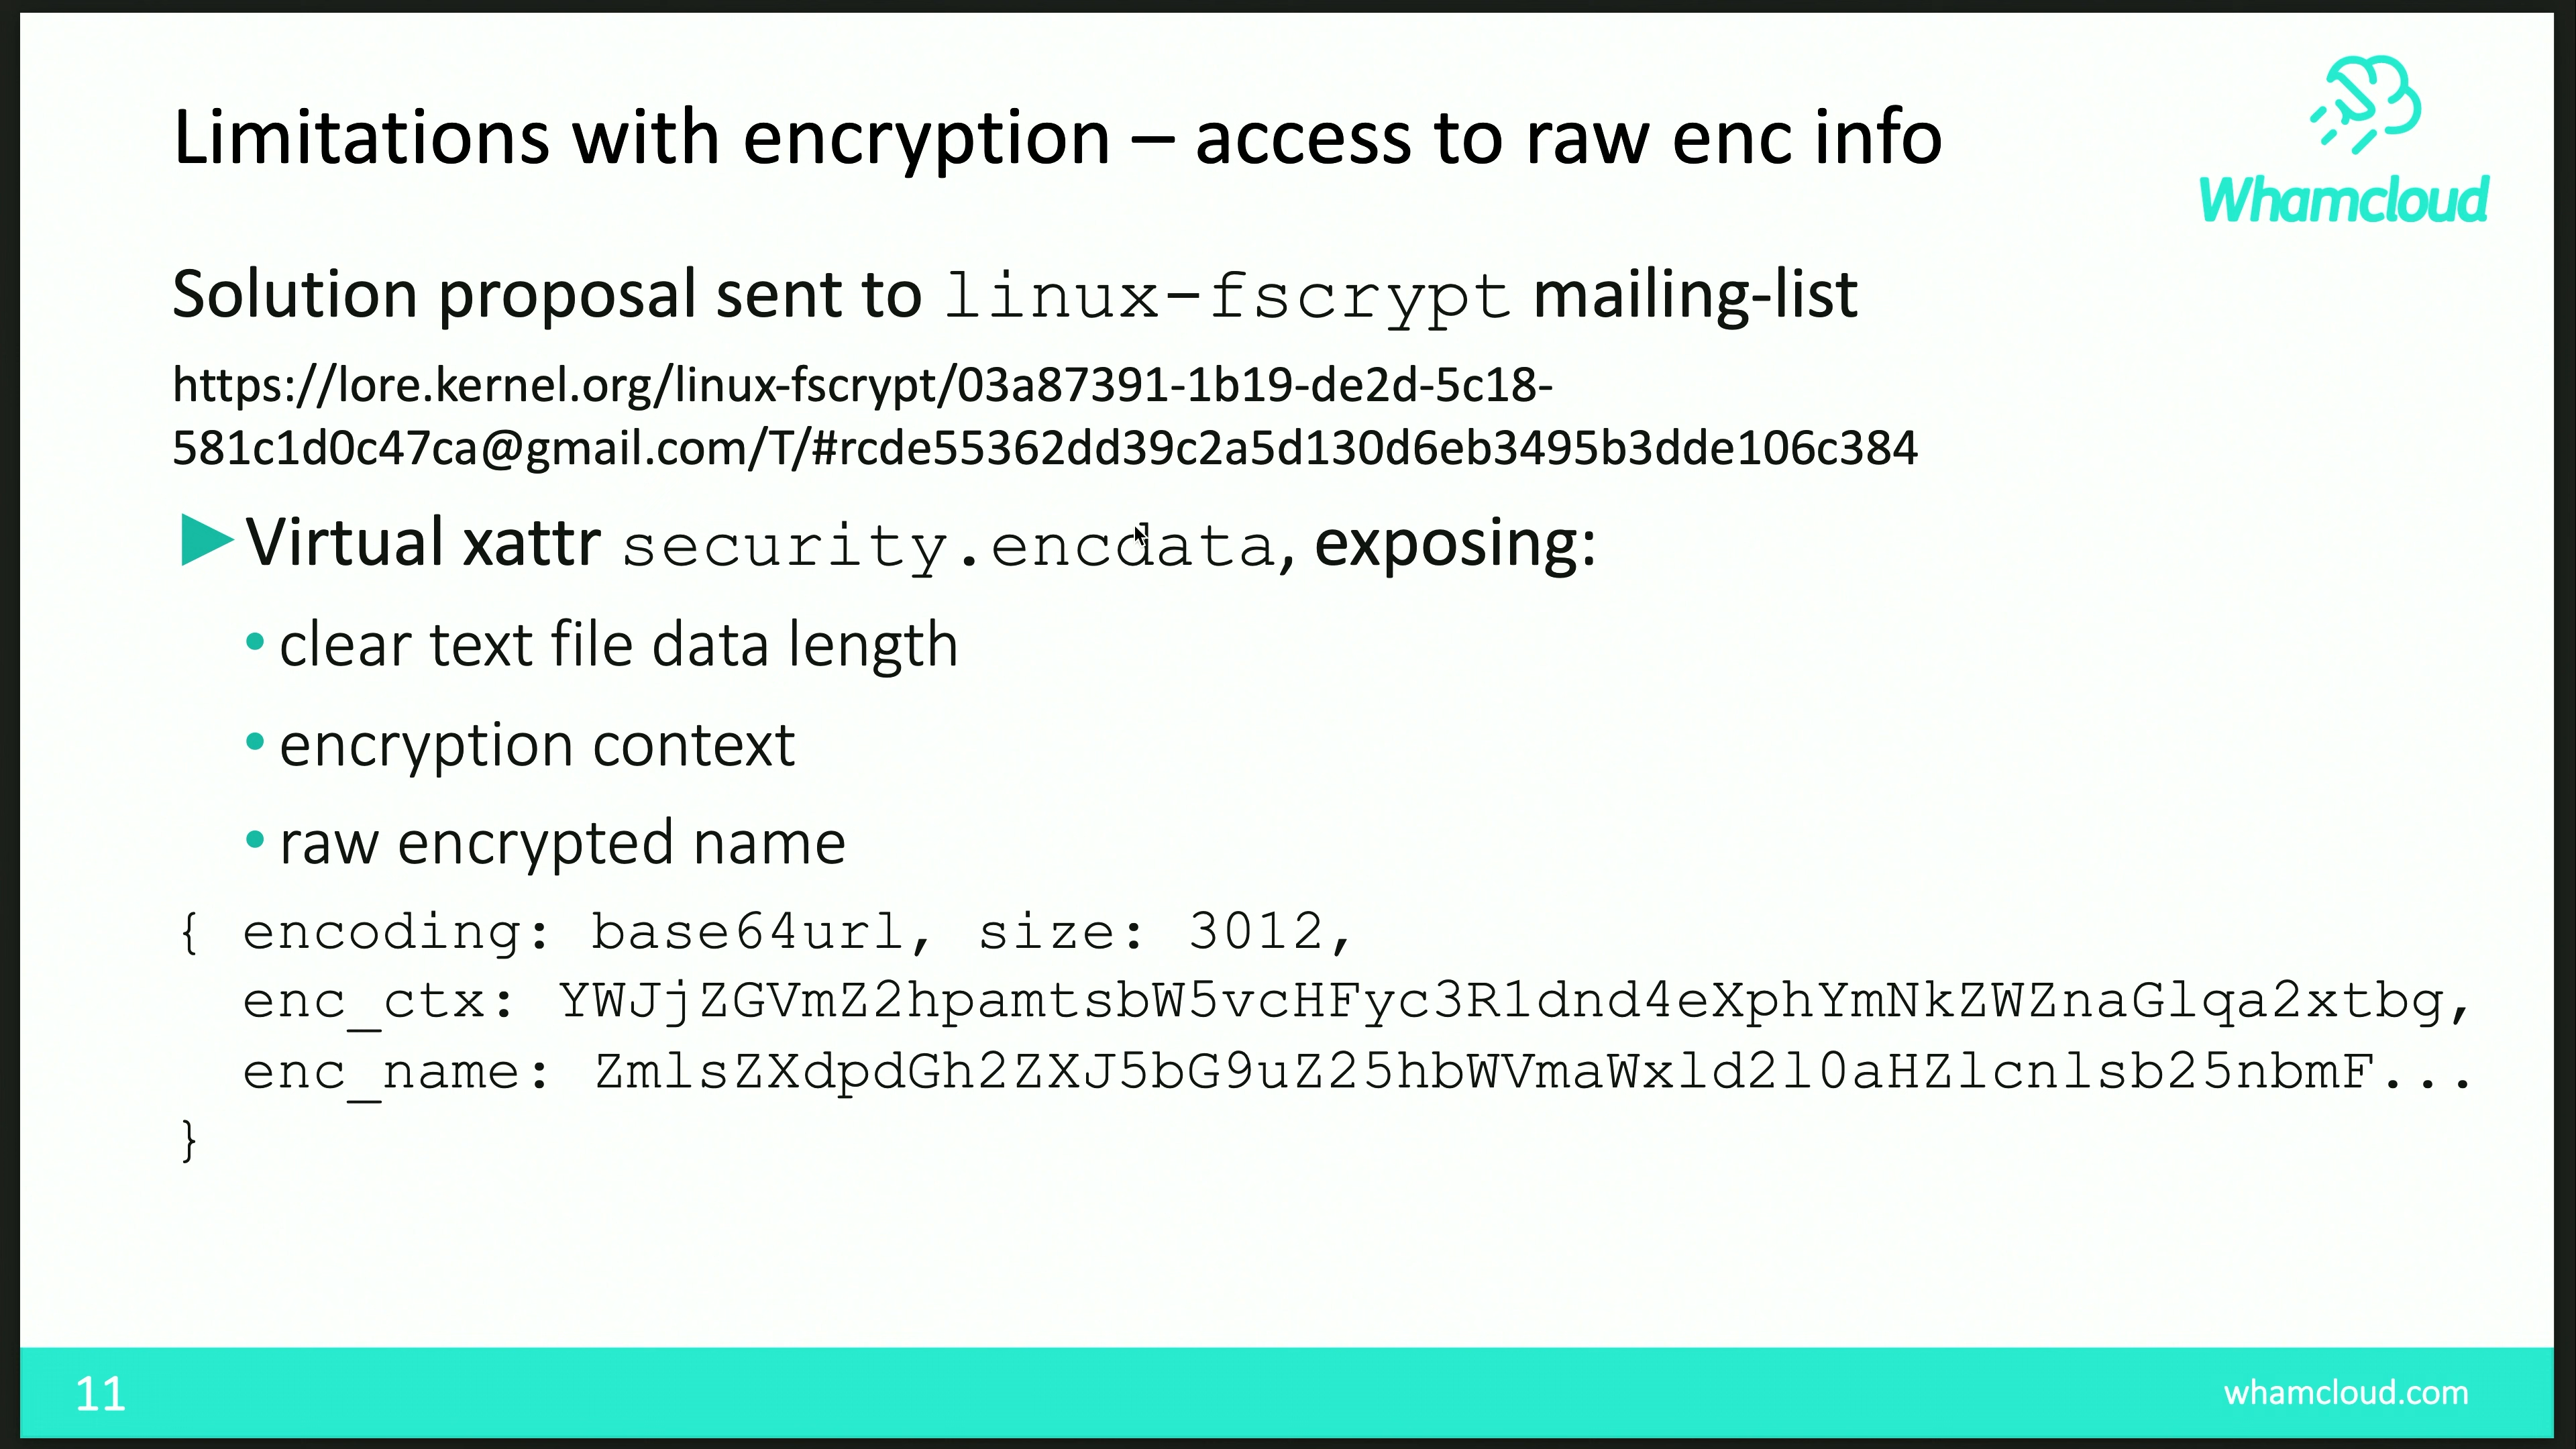 Limitations with encryption – access to raw enc info
Whamcloud
Solution proposal sent to linux-fscrypt mailing-list
https://lore.kernel.org/linux-fscrypt/03a87391-1b19-de2d-5c18-
581c1d0c47ca@gmail.com/T/#rcde55362dd39c2a5d130d6eb3495b3dde106c384
▶Virtual xattr security.encdata, exposing:
•clear text file data length
•encryption context
•raw encrypted name
{ encoding: base64url, size: 3012,
enc_ctx: YWJjZGVmZ2hpamtsbW5vcHFyc3R1dnd4eXphYmNkZWZnaGlqa2xtbg,
enc_name: ZmlsZXdpdGh2ZXJ5bG9uZ25hbWVmaWxld2l0aHZlcnlsb25nbmF...
}
11
whamcloud.com